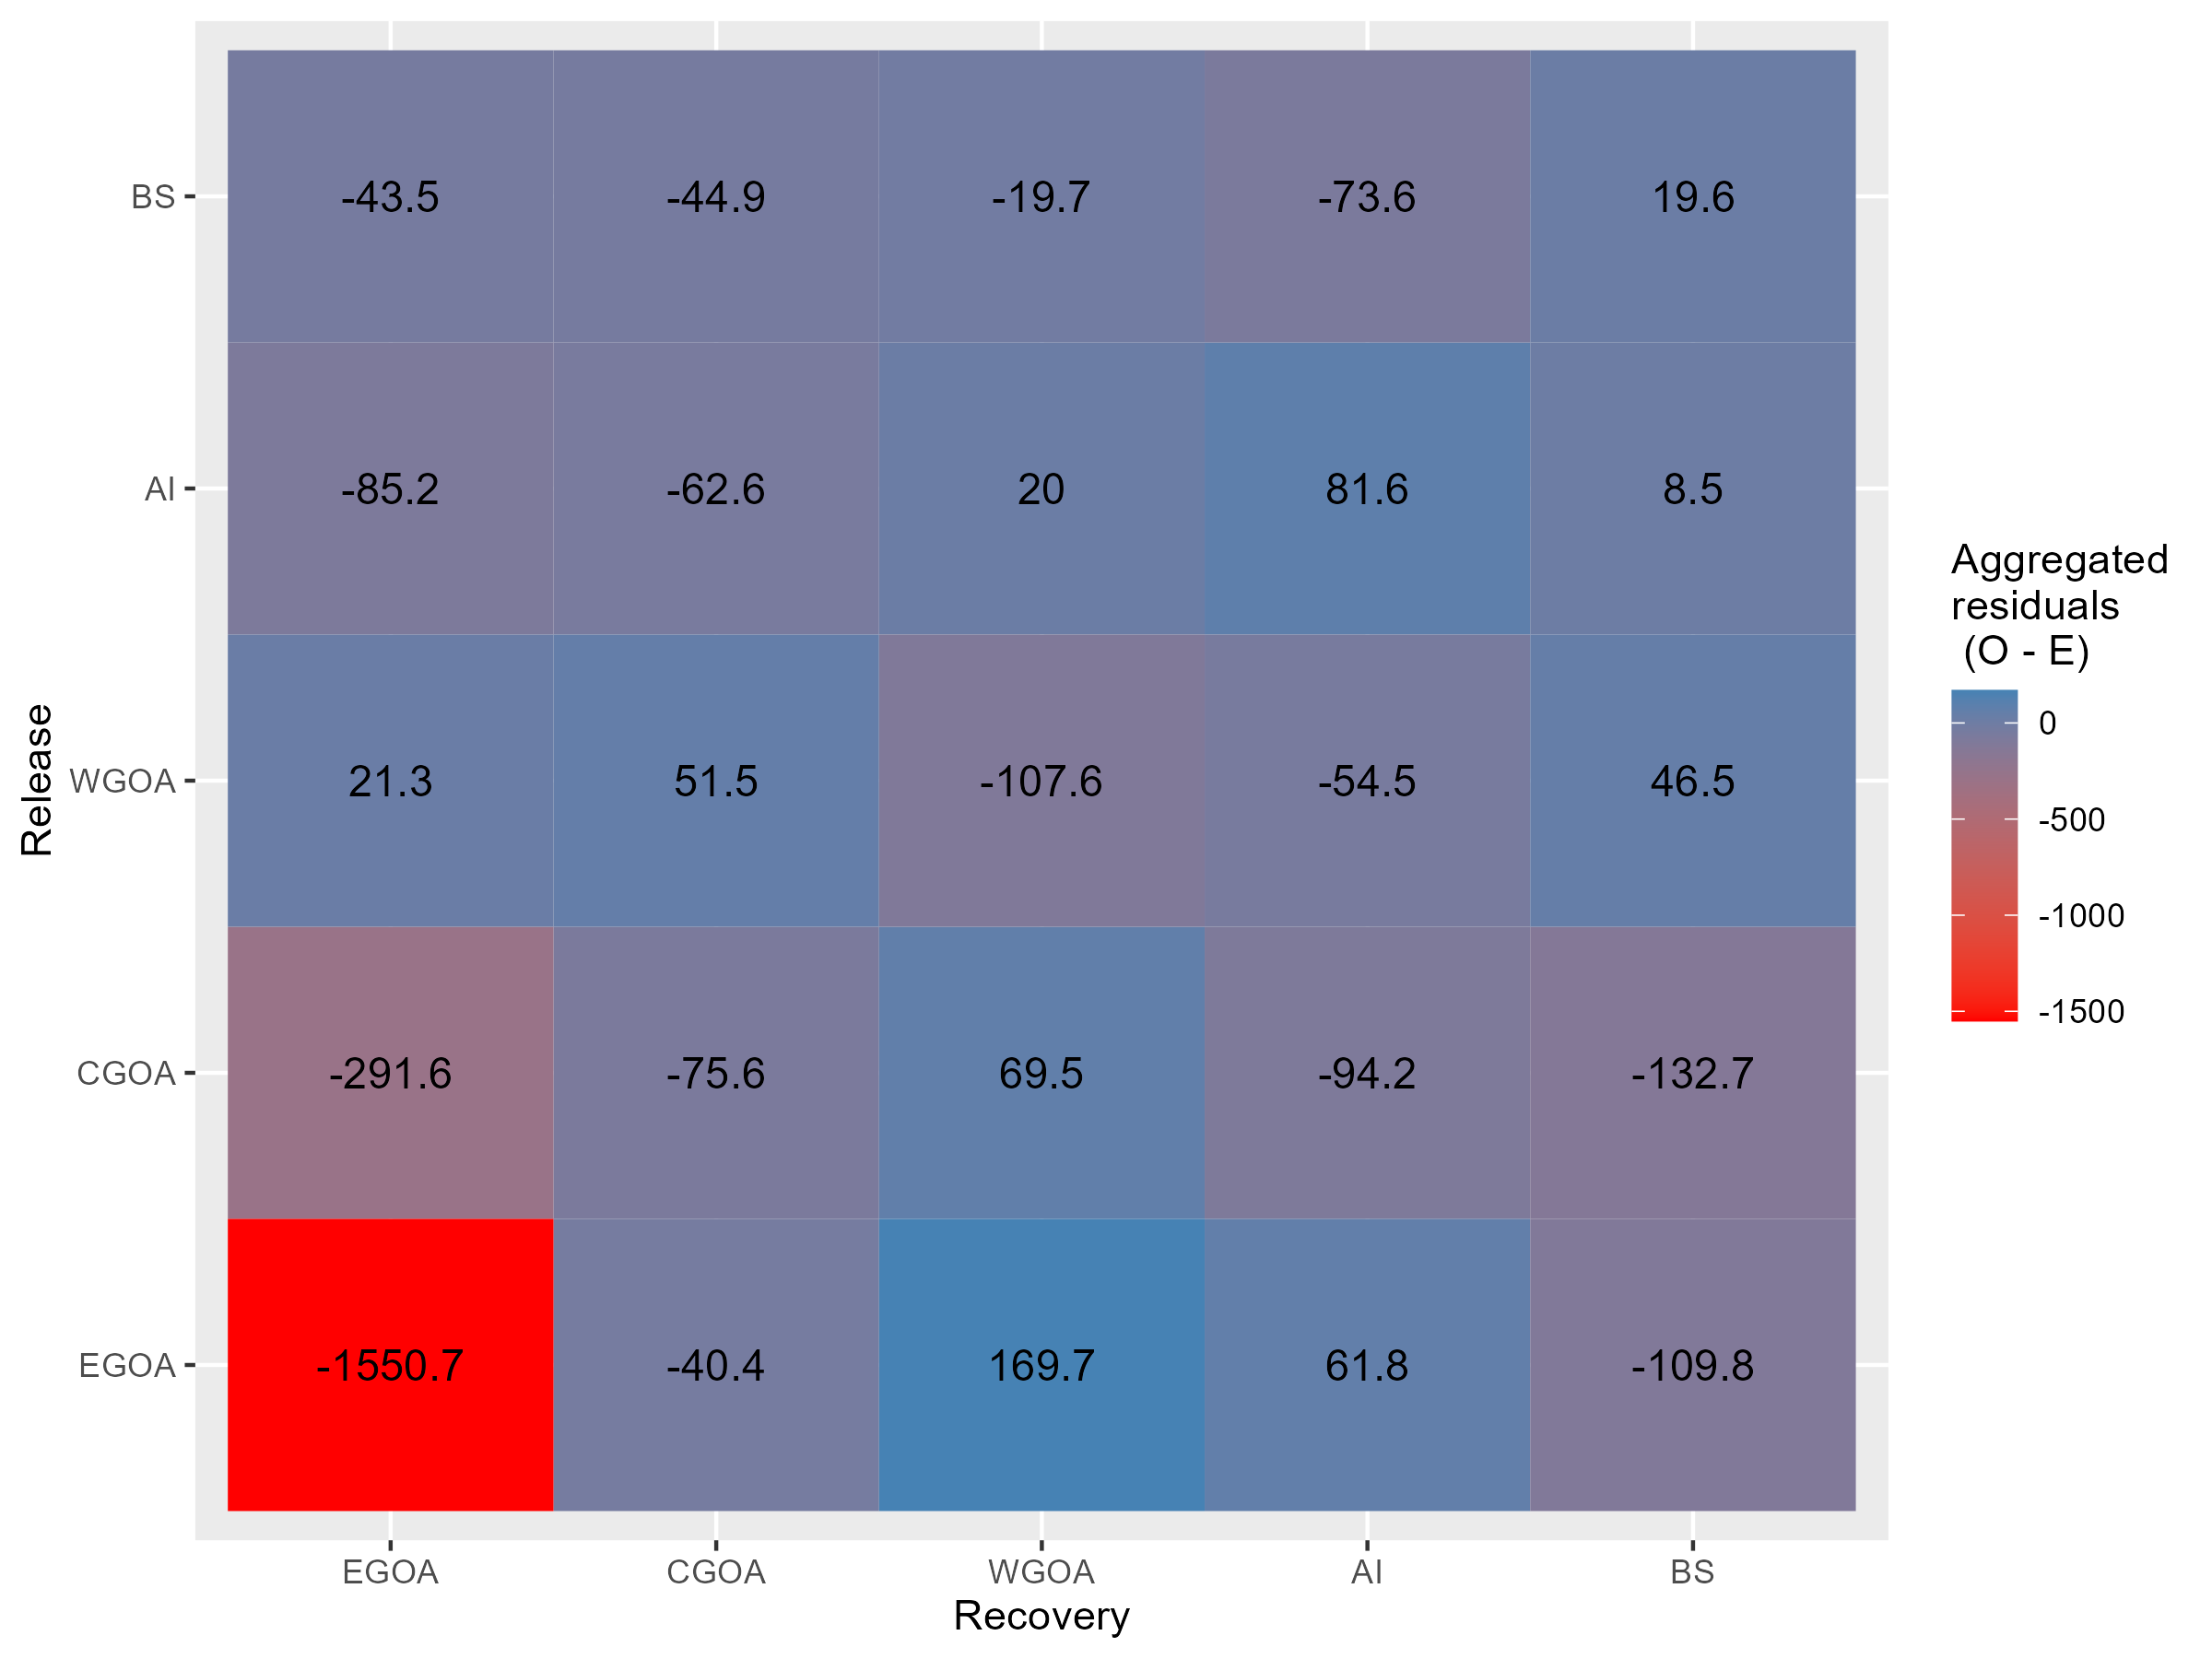 BS
-43.5 -44.9 -19.7 -73.6 19.6
AI
-85.2 -62.6 20 81.6 8.5
WGOA
21.3 51.5 -107.6 -54.5 46.5
CGOA
-291.6 -75.6 69.5 -94.2 -132.7
EGOA
-1550.7 -40.4 169.7 61.8 -109.8
Release
EGOA CGOA WGOA AI BS
Recovery
Aggregated
residuals
(O - E)
0
-500
-1000
-1500